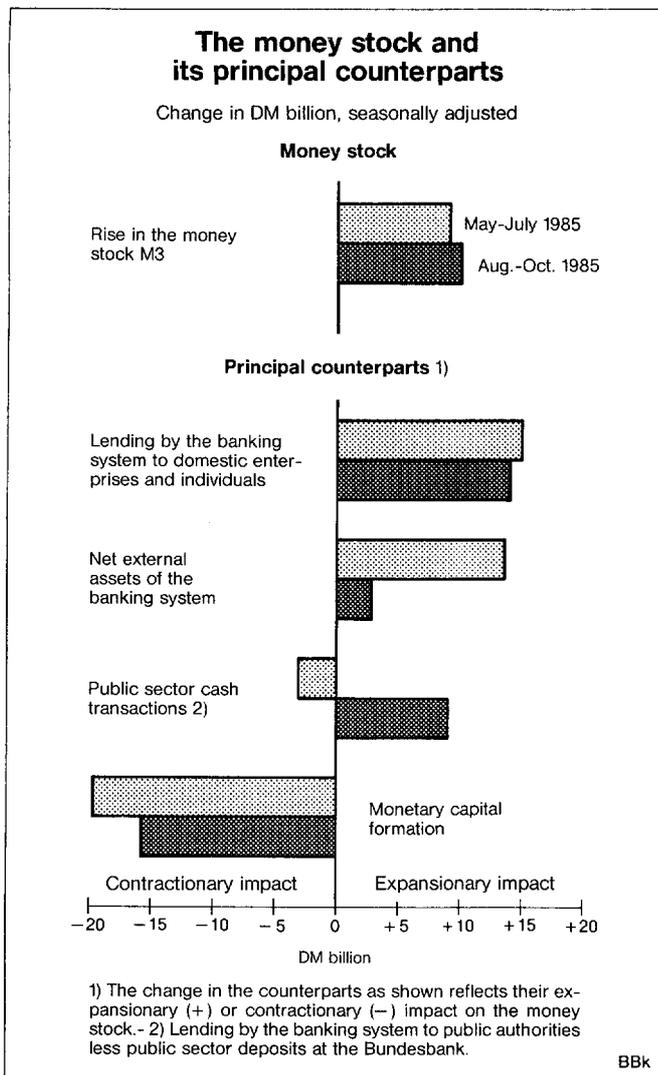 The money stock and
its principal counterparts
Change in DM billion, seasonally adjusted
Money stock
Rise in the money
stock M3
May-July 1985
Aug.-Oct. 1985
Principal counterparts 1)
Lending by the banking
system to domestic enter-
prises and individuals
Net external
assets of the
banking system
Public sector cash
transactions 2)
Monetary capital
formation
Contractionary impact
Expansionary impact
−20 −15 −10 −5 0 +5 +10 +15 +20
DM billion
1) The change in the counterparts as shown reflects their ex-
pansionary (+) or contractionary (−) impact on the money
stock.- 2) Lending by the banking system to public authorities
less public sector deposits at the Bundesbank.
BBk